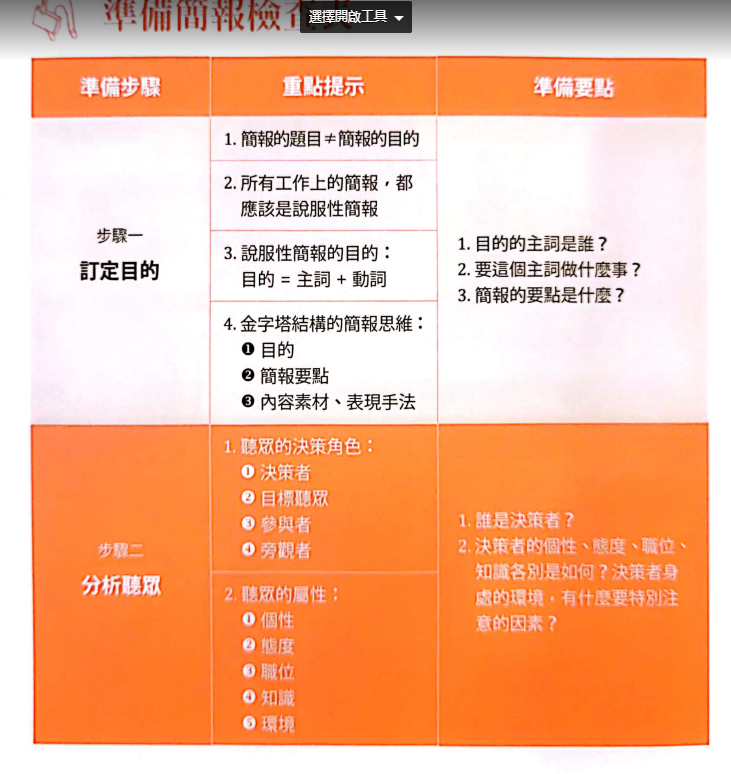 準備簡報檢查表
選擇開啟工具
準備步驟
重點提示
準備要點
步驟一
訂定目的
1. 簡報的題目≠簡報的目的
2. 所有工作上的簡報，都
應該是說服性簡報
3. 說服性簡報的目的：
目的 = 主詞 + 動詞
4. 金字塔結構的簡報思維：
❶ 目的
❷ 簡報要點
❸ 內容素材、表現手法
1. 目的的主詞是誰？
2. 要這個主詞做什麼事？
3. 簡報的要點是什麼？
步驟二
分析聽眾
1. 聽眾的決策角色：
❶ 決策者
❷ 目標聽眾
❸ 參與者
❹ 旁觀者
2. 聽眾的屬性：
❶ 個性
❷ 態度
❸ 職位
❹ 知識
❺ 環境
1. 誰是決策者？
2. 決策者的個性、態度、職位、
知識各別是如何？決策者身
處的環境，有什麼要特別注
意的因素？